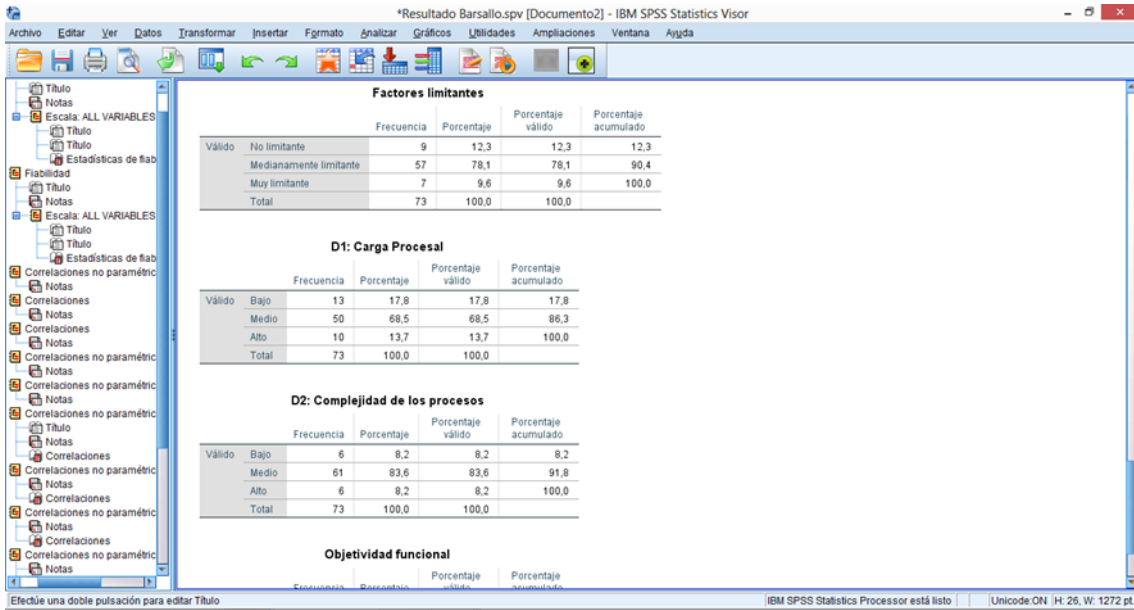 *Resultado Barsallo.spv [Documento2] - IBM SPSS Statistics Visor
Archivo Editar Ver Datos Transformar Insertar Formato Analizar Gráficos Utilidades Ampliaciones Ventana Ayuda
Título
Notas
Escala: ALL VARIABLES
Título
Título
Estadísticas de fiab
Fiabilidad
Título
Notas
Escala: ALL VARIABLES
Título
Título
Estadísticas de fiab
Correlaciones no paramétric
Notas
Correlaciones
Notas
Correlaciones
Notas
Correlaciones no paramétric
Notas
Correlaciones no paramétric
Notas
Correlaciones no paramétric
Título
Notas
Correlaciones
Correlaciones no paramétric
Notas
Correlaciones
Correlaciones no paramétric
Notas
Correlaciones
Correlaciones no paramétric
Notas
Factores limitantes
Frecuencia Porcentaje Porcentaje válido Porcentaje acumulado
Válido No limitante 9 12,3 12,3 12,3
Medianamente limitante 57 78,1 78,1 90,4
Muy limitante 7 9,6 9,6 100,0
Total 73 100,0 100,0
D1: Carga Procesal
Frecuencia Porcentaje Porcentaje válido Porcentaje acumulado
Válido Bajo 13 17,8 17,8 17,8
Medio 50 68,5 68,5 86,3
Alto 10 13,7 13,7 100,0
Total 73 100,0 100,0
D2: Complejidad de los procesos
Frecuencia Porcentaje Porcentaje válido Porcentaje acumulado
Válido Bajo 6 8,2 8,2 8,2
Medio 61 83,6 83,6 91,8
Alto 6 8,2 8,2 100,0
Total 73 100,0 100,0
Objetividad funcional
Frecuencia Porcentaje Porcentaje válido Porcentaje acumulado
Efectúe una doble pulsación para editar Título
IBM SPSS Statistics Processor está listo
Unicode:ON H: 26, W: 1272 pt.